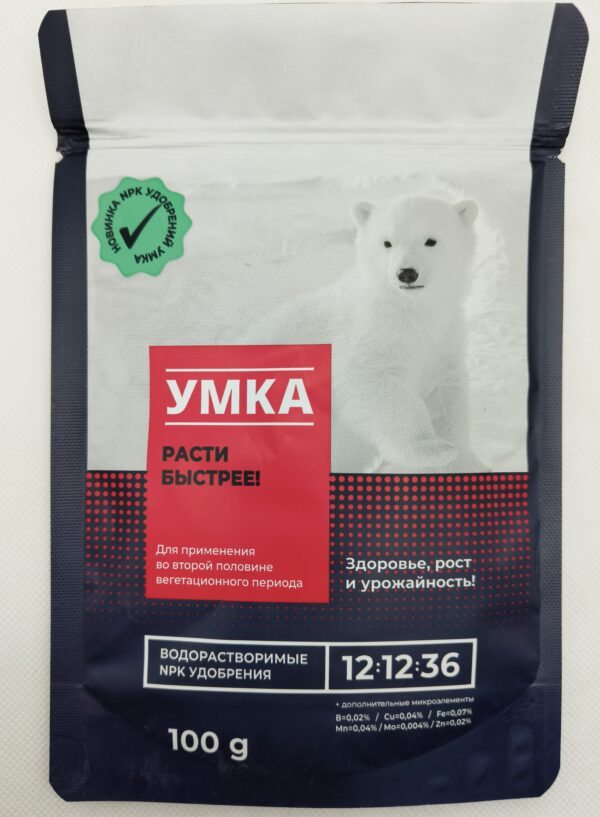 НОВИНКА NPK УДОБРЕНИЙ УМКА
УМКА
РАСТИ
БЫСТРЕЕ!
Для применения
во второй половине
вегетационного периода
Здоровье, рост
и урожайность!
ВОДОРАСТВОРИМЫЕ
NPK УДОБРЕНИЯ
12:12:36
+ дополнительные микроэлементы
B=0,02% / Cu=0,04% / Fe=0,07%
Mn=0,04% / Mo=0,004% / Zn=0,02%
100 g